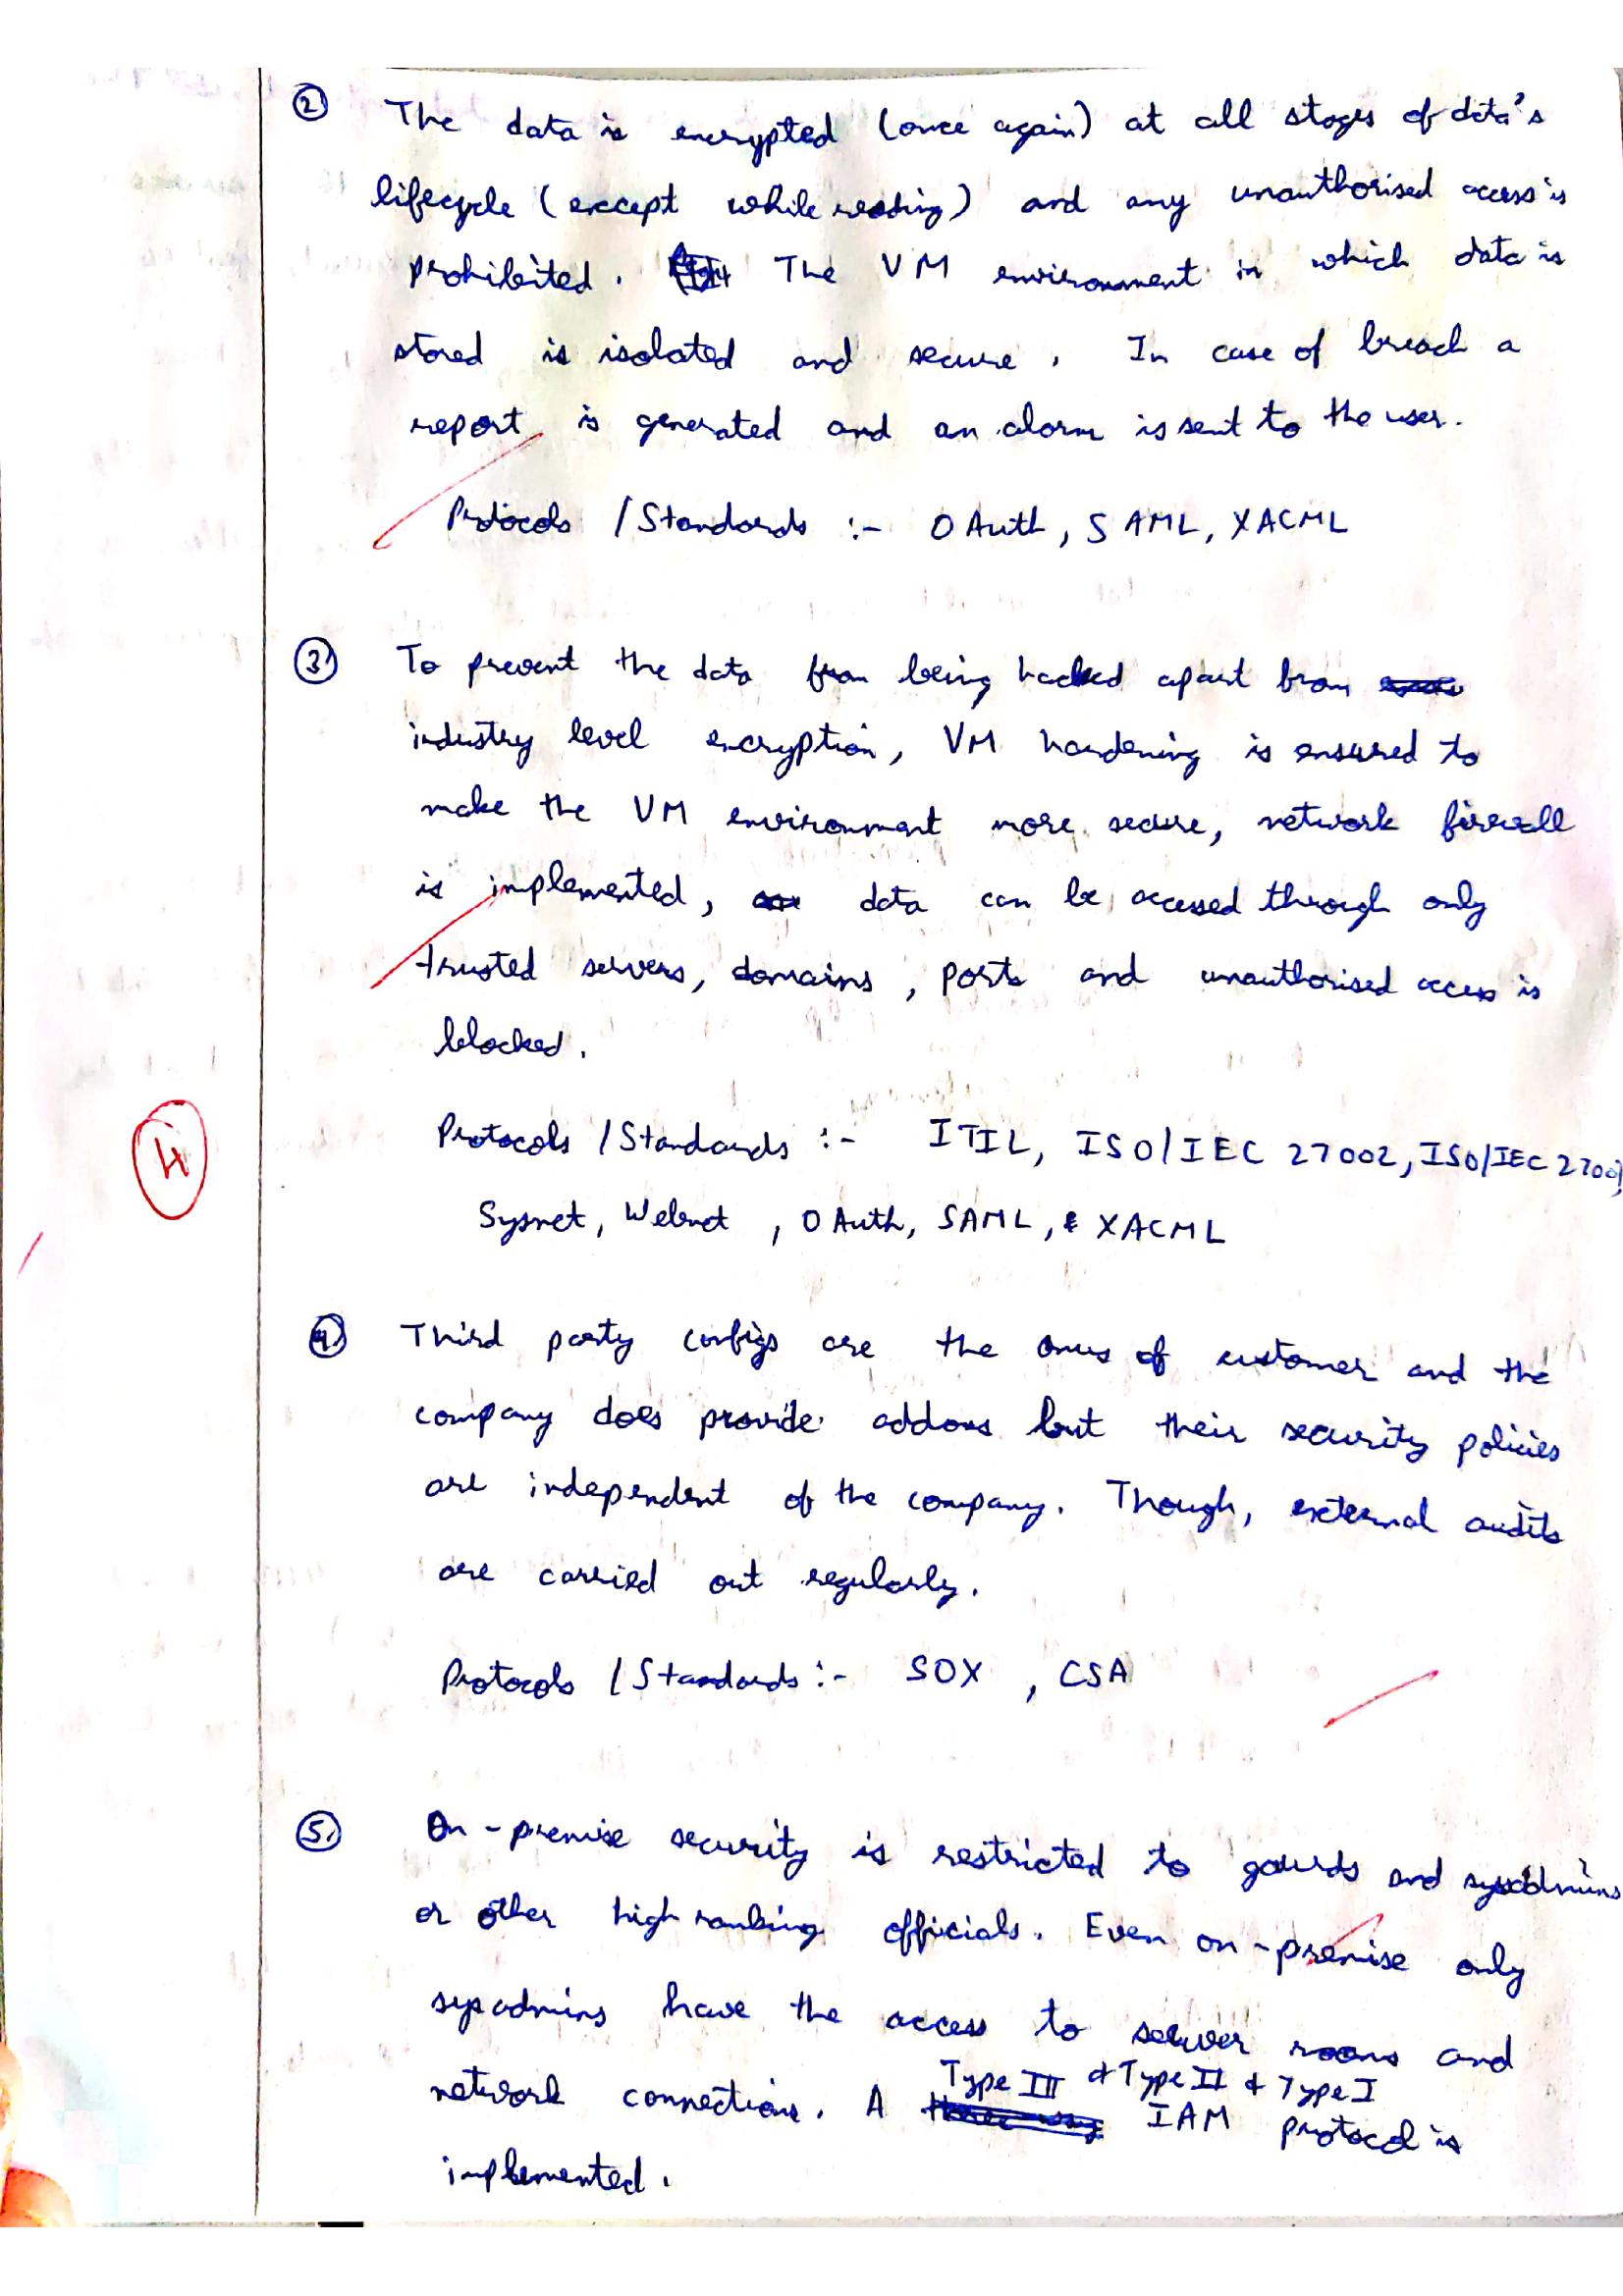 ② The data is encrypted (once again) at all stages of data's
lifecycle (except while reading) and any unauthorised access is
prohibited. The VM environment in which data is
stored is isolated and secure. In case of breach a
report is generated and an alarm is sent to the user.
Protocols / Standards :- OAuth, SAML, XACML
③ To prevent the data from being hacked apart from
industry level encryption, VM hardening is ensured to
make the VM environment more secure, network firewall
is implemented, data can be accessed through only
trusted servers, domains, ports and unauthorised access is
blocked.
Protocols / Standards :- ITIL, ISO/IEC 27002, ISO/IEC 27001,
4
Sysnet, Webnet, OAuth, SAML, & XACML
④ Third party configs are the onus of customer and the
company does provide addons but their security policies
are independent of the company. Though, external audits
are carried out regularly.
Protocols / Standards :- SOX, CSA
⑤ On-premise security is restricted to gaurds and sysadmins
or other high ranking officials. Even on-premise only
sysadmins have the access to server rooms and
network connections. A Type III & Type II & Type I IAM protocol is
implemented.